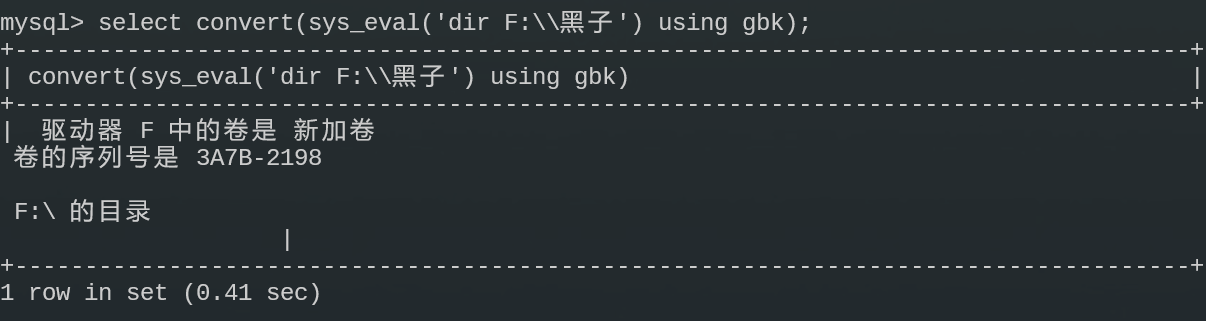 mysql> select convert(sys_eval('dir F:\\黑子') using gbk);
+------------------------------------------------------------------------------------+
| convert(sys_eval('dir F:\\黑子') using gbk) |
+------------------------------------------------------------------------------------+
| 驱动器 F 中的卷是 新加卷
卷的序列号是 3A7B-2198
F:\ 的目录
|
+------------------------------------------------------------------------------------+
1 row in set (0.41 sec)